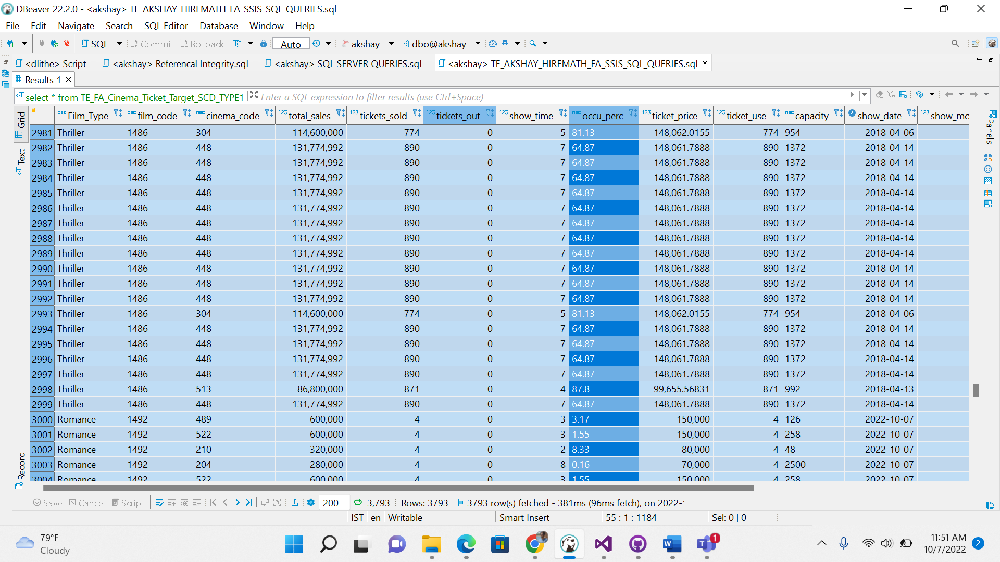 DBeaver 22.2.0 - <akshay> TE_AKSHAY_HIREMATH_FA_SSIS_SQL_QUERIES.sql
File Edit Navigate Search SQL Editor Database Window Help
SQL Commit Rollback Auto akshay dbo@akshay
<dlithe> Script <akshay> Referencal Integrity.sql <akshay> SQL SERVER QUERIES.sql <akshay> TE_AKSHAY_HIREMATH_FA_SSIS_SQL_QUERIES.sql
Results 1
select * from TE_FA_Cinema_Ticket_Target_SCD_TYPE1 Enter a SQL expression to filter results (use Ctrl+Space)
Grid
Text
Record
Panels
ABC Film_Type ABC film_code ABC cinema_code 123 total_sales 123 tickets_sold 123 tickets_out 123 show_time ABC occu_perc 123 ticket_price 123 ticket_use ABC capacity show_date 123 show_mo
2981 Thriller 1486 304 114,600,000 774 0 5 81.13 148,062.0155 774 954 2018-04-06
2982 Thriller 1486 448 131,774,992 890 0 7 64.87 148,061.7888 890 1372 2018-04-14
2983 Thriller 1486 448 131,774,992 890 0 7 64.87 148,061.7888 890 1372 2018-04-14
2984 Thriller 1486 448 131,774,992 890 0 7 64.87 148,061.7888 890 1372 2018-04-14
2985 Thriller 1486 448 131,774,992 890 0 7 64.87 148,061.7888 890 1372 2018-04-14
2986 Thriller 1486 448 131,774,992 890 0 7 64.87 148,061.7888 890 1372 2018-04-14
2987 Thriller 1486 448 131,774,992 890 0 7 64.87 148,061.7888 890 1372 2018-04-14
2988 Thriller 1486 448 131,774,992 890 0 7 64.87 148,061.7888 890 1372 2018-04-14
2989 Thriller 1486 448 131,774,992 890 0 7 64.87 148,061.7888 890 1372 2018-04-14
2990 Thriller 1486 448 131,774,992 890 0 7 64.87 148,061.7888 890 1372 2018-04-14
2991 Thriller 1486 448 131,774,992 890 0 7 64.87 148,061.7888 890 1372 2018-04-14
2992 Thriller 1486 448 131,774,992 890 0 7 64.87 148,061.7888 890 1372 2018-04-14
2993 Thriller 1486 304 114,600,000 774 0 5 81.13 148,062.0155 774 954 2018-04-06
2994 Thriller 1486 448 131,774,992 890 0 7 64.87 148,061.7888 890 1372 2018-04-14
2995 Thriller 1486 448 131,774,992 890 0 7 64.87 148,061.7888 890 1372 2018-04-14
2996 Thriller 1486 448 131,774,992 890 0 7 64.87 148,061.7888 890 1372 2018-04-14
2997 Thriller 1486 448 131,774,992 890 0 7 64.87 148,061.7888 890 1372 2018-04-14
2998 Thriller 1486 513 86,800,000 871 0 4 87.8 99,655.56831 871 992 2018-04-13
2999 Thriller 1486 448 131,774,992 890 0 7 64.87 148,061.7888 890 1372 2018-04-14
3000 Romance 1492 489 600,000 4 0 3 3.17 150,000 4 126 2022-10-07
3001 Romance 1492 522 600,000 4 0 3 1.55 150,000 4 258 2022-10-07
3002 Romance 1492 210 320,000 4 0 2 8.33 80,000 4 48 2022-10-07
3003 Romance 1492 204 280,000 4 0 8 0.16 70,000 4 2500 2022-10-07
3004 Romance 1492 522 600,000 4 0 3 1.55 150,000 4 258 2022-10-07
Save Cancel Script 200 3,793 Rows: 3793 3793 row(s) fetched - 381ms (96ms fetch), on 2022-
IST en Writable Smart Insert 55 : 1 : 1184 Sel: 0 | 0
79°F
Cloudy
1
11:51 AM
10/7/2022
2